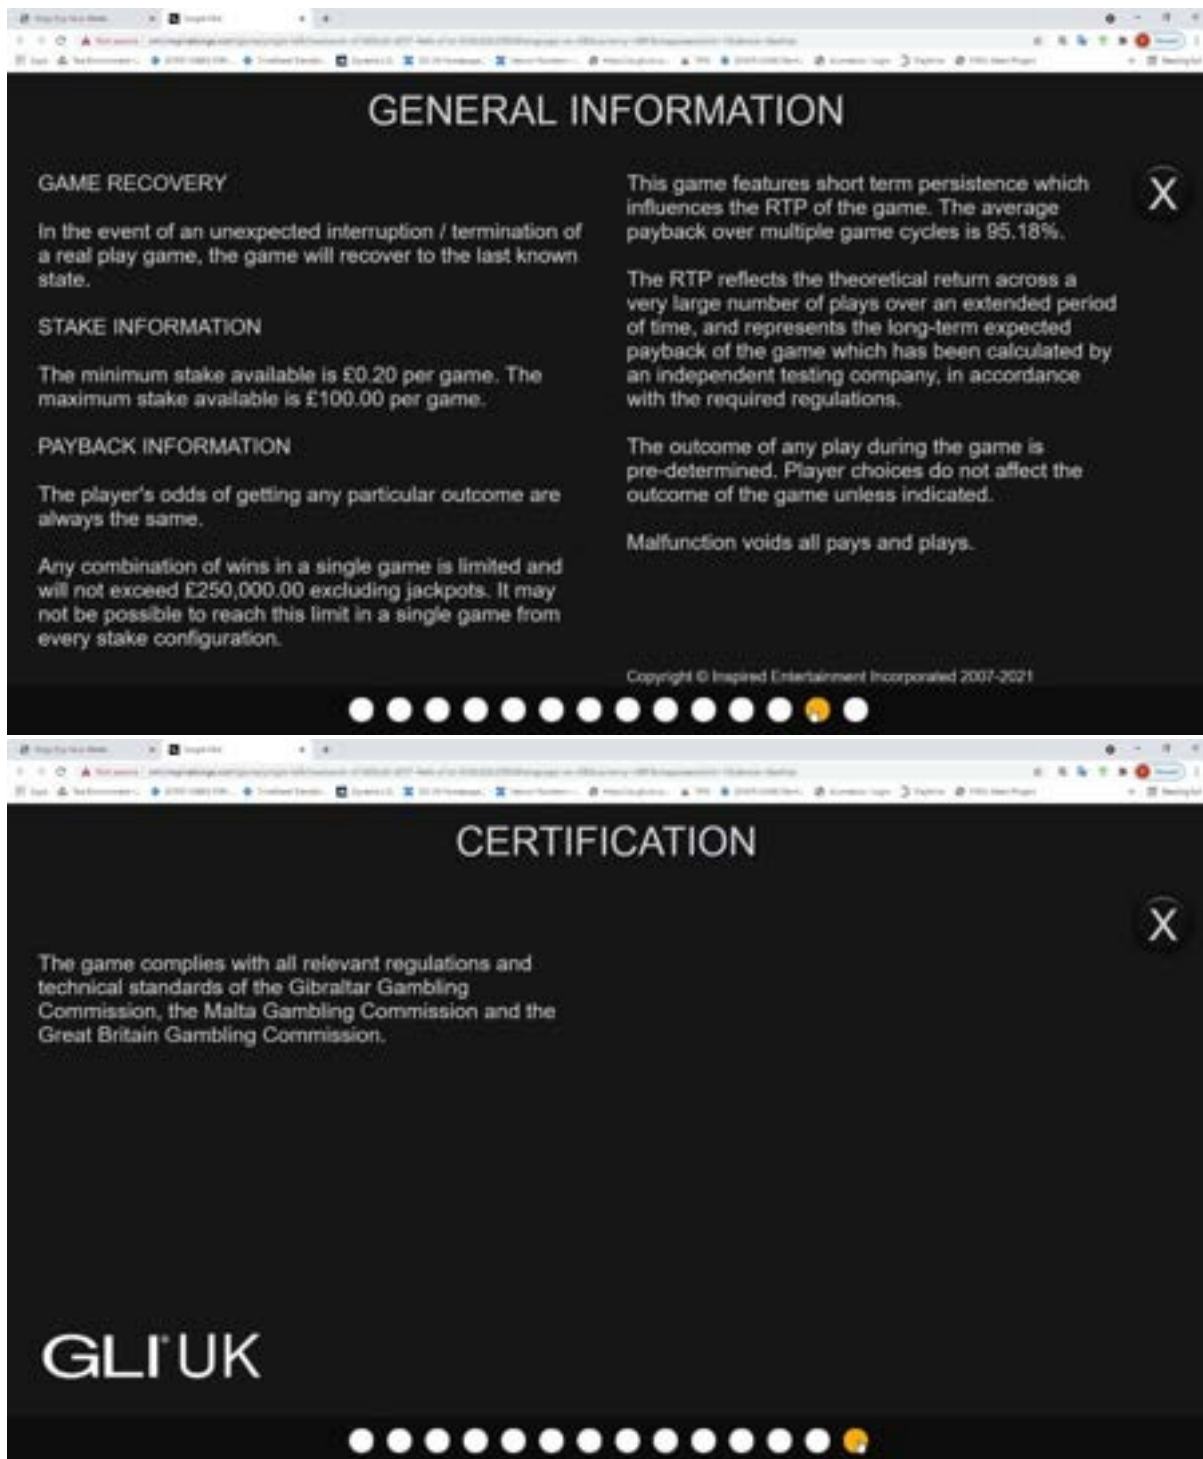 GENERAL INFORMATION
GAME RECOVERY
In the event of an unexpected interruption / termination of
a real play game, the game will recover to the last known
state.
STAKE INFORMATION
The minimum stake available is £0.20 per game. The
maximum stake available is £100.00 per game.
PAYBACK INFORMATION
The player's odds of getting any particular outcome are
always the same.
Any combination of wins in a single game is limited and
will not exceed £250,000.00 excluding jackpots. It may
not be possible to reach this limit in a single game from
every stake configuration.
This game features short term persistence which
influences the RTP of the game. The average
payback over multiple game cycles is 95.18%.
The RTP reflects the theoretical return across a
very large number of plays over an extended period
of time, and represents the long-term expected
payback of the game which has been calculated by
an independent testing company, in accordance
with the required regulations.
The outcome of any play during the game is
pre-determined. Player choices do not affect the
outcome of the game unless indicated.
Malfunction voids all pays and plays.
Copyright © Inspired Entertainment Incorporated 2007-2021
X
CERTIFICATION
X
The game complies with all relevant regulations and
technical standards of the Gibraltar Gambling
Commission, the Malta Gambling Commission and the
Great Britain Gambling Commission.
GLI® UK